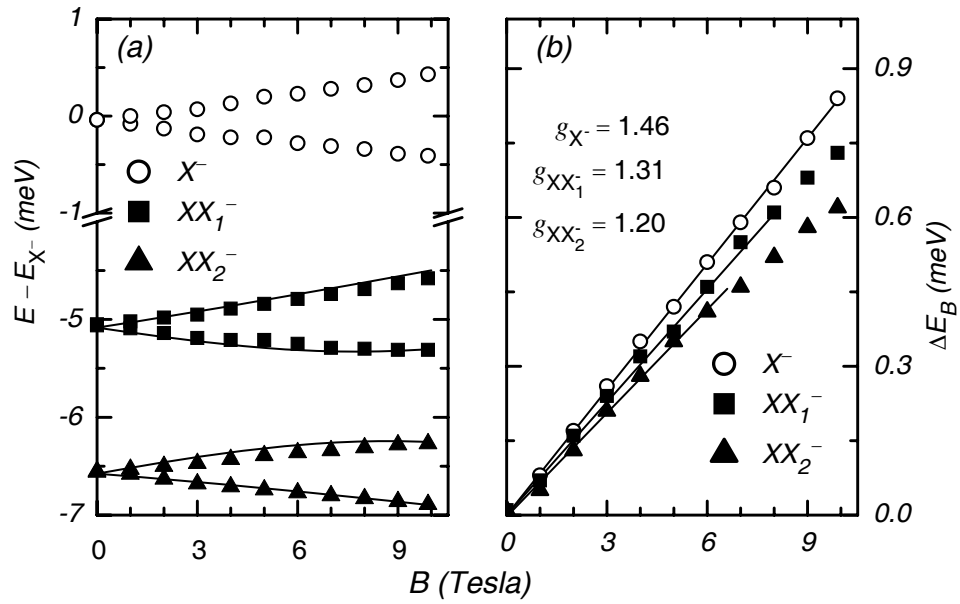 (a)
(b)
1
0
-1
-5
-6
-7
E – E_X⁻ (meV)
X⁻
XX₁⁻
XX₂⁻
0
3
6
9
g_X⁻ = 1.46
g_XX₁⁻ = 1.31
g_XX₂⁻ = 1.20
X⁻
XX₁⁻
XX₂⁻
0
3
6
9
0.9
0.6
0.3
0.0
ΔE_B (meV)
B (Tesla)